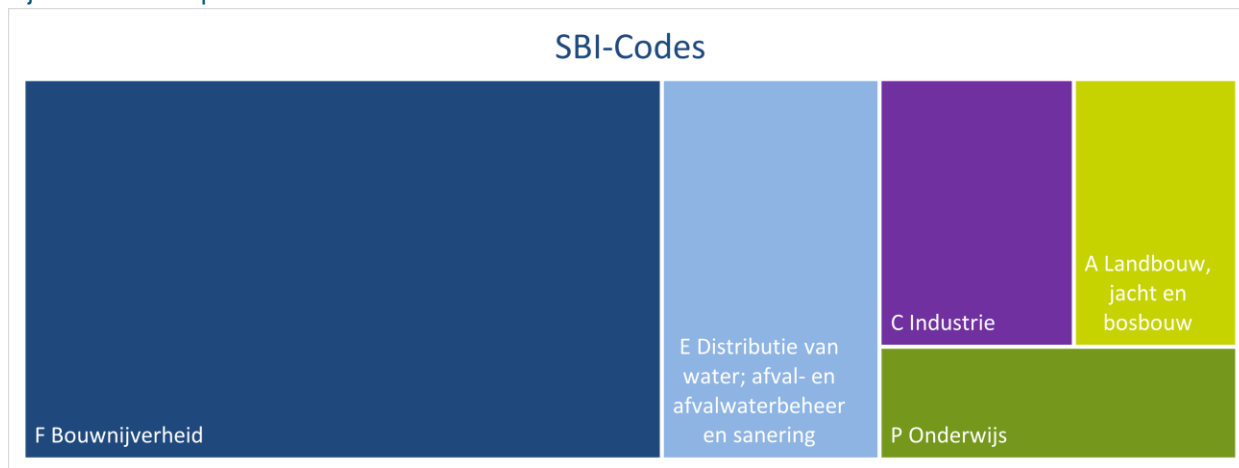 SBI-Codes
F Bouwnijverheid
E Distributie van
water; afval- en
afvalwaterbeheer
en sanering
C Industrie
A Landbouw,
jacht en
bosbouw
P Onderwijs